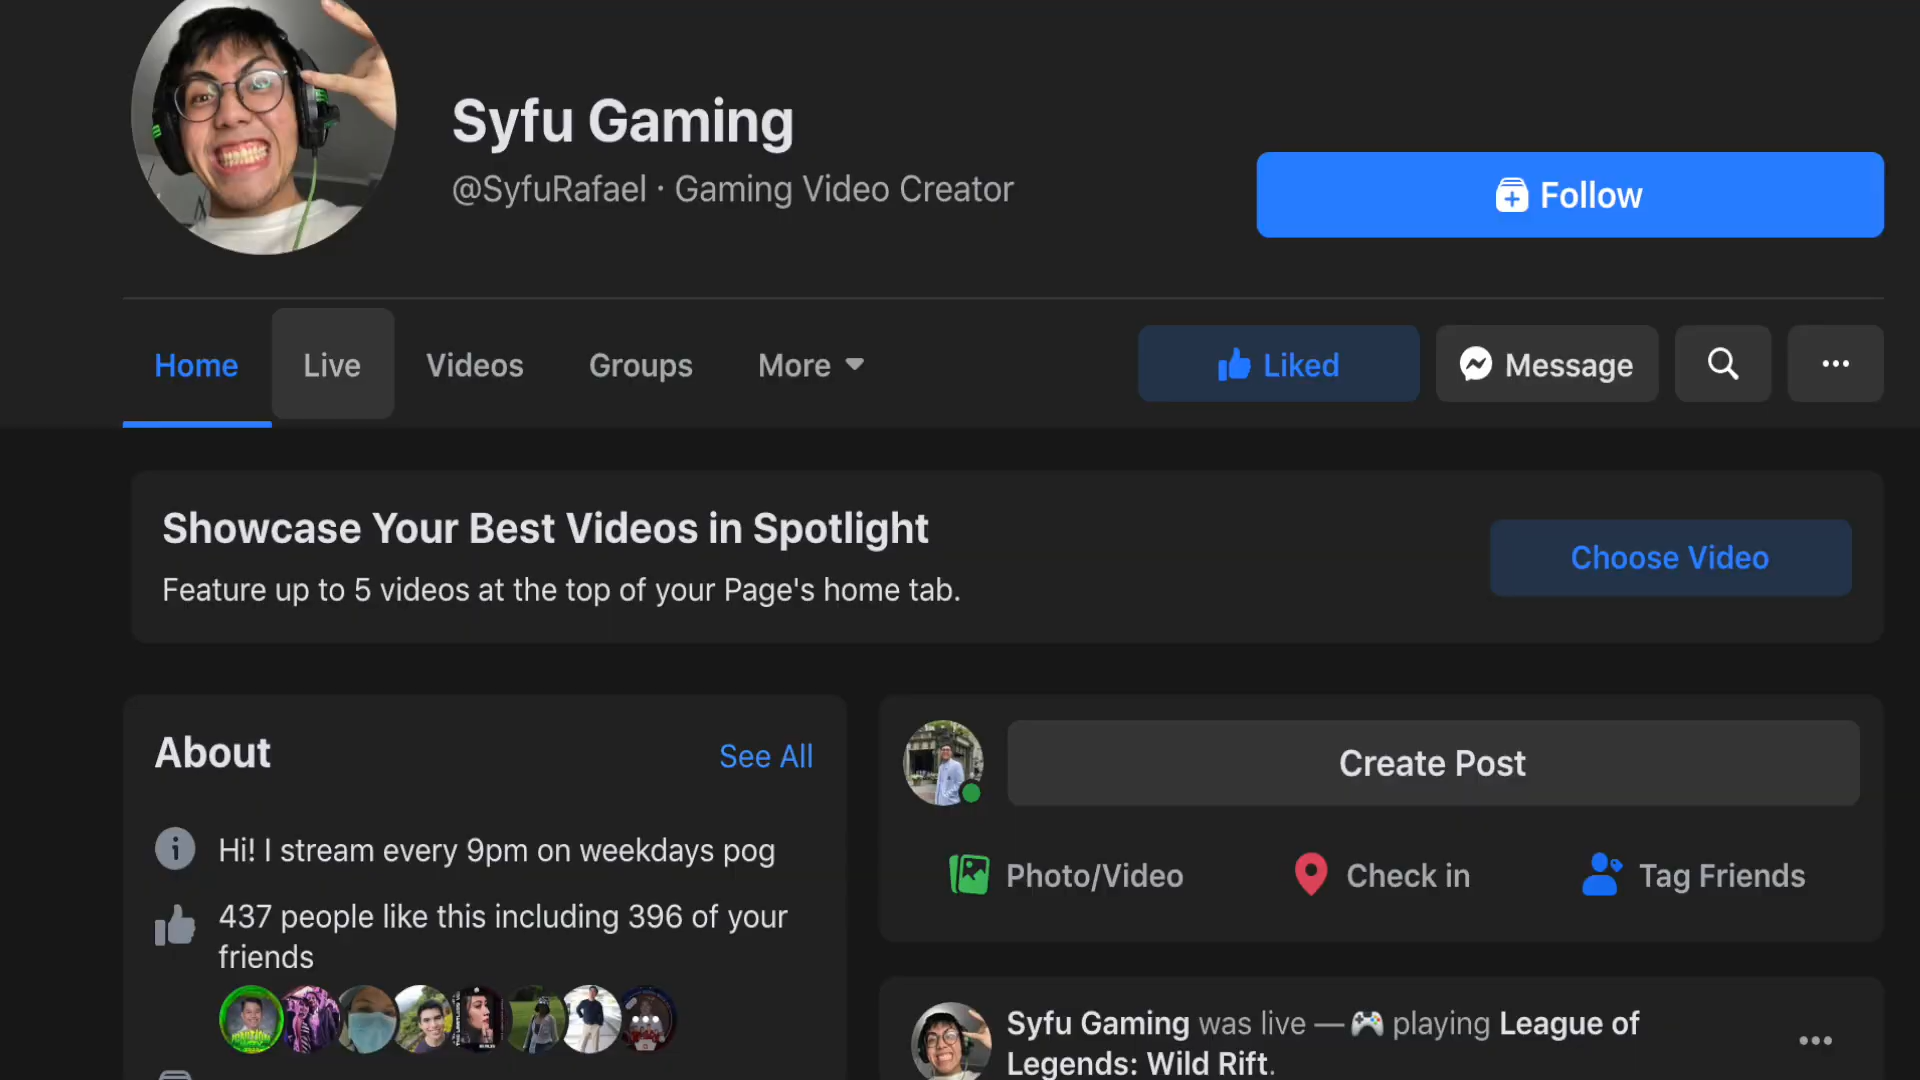 Syfu Gaming
@SyfuRafael · Gaming Video Creator
Follow
Home
Live
Videos
Groups
More
Liked
Message
Showcase Your Best Videos in Spotlight
Feature up to 5 videos at the top of your Page's home tab.
Choose Video
About
See All
Hi! I stream every 9pm on weekdays pog
437 people like this including 396 of your
friends
Create Post
Photo/Video
Check in
Tag Friends
Syfu Gaming was live — 🎮 playing League of
Legends: Wild Rift.